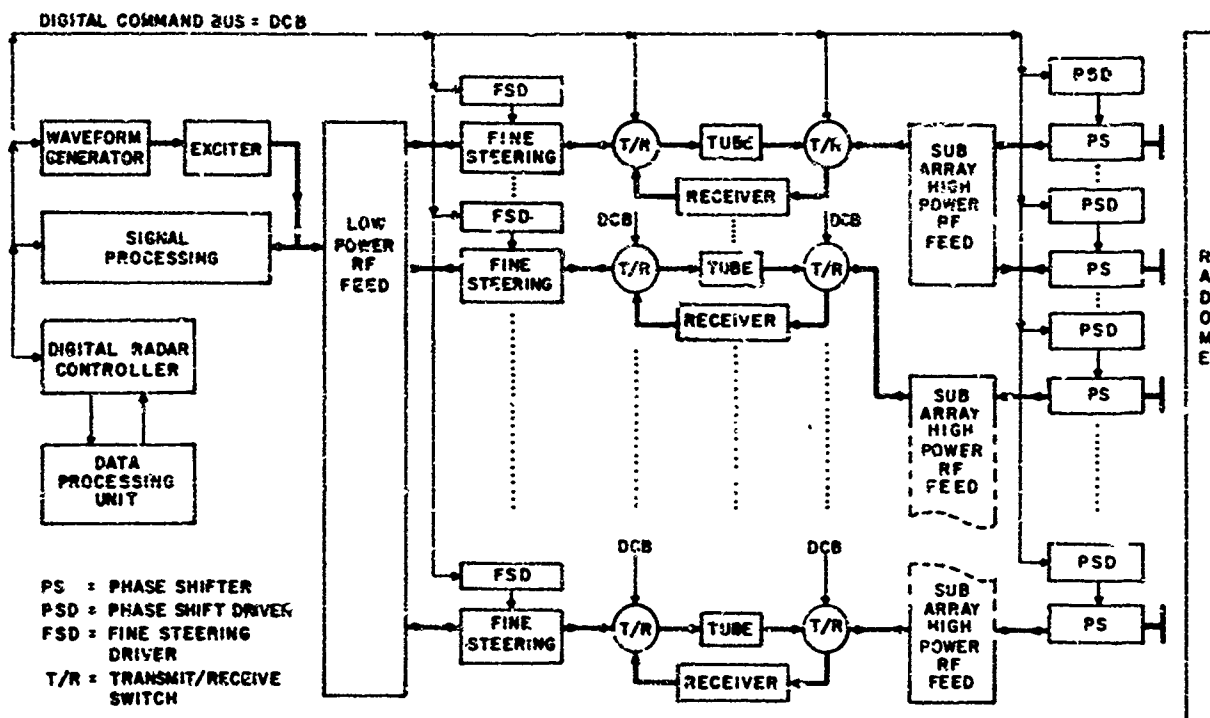 DIGITAL COMMAND BUS = DCB
FSD
PSD
WAVEFORM
GENERATOR
EXCITER
FINE
STEERING
T/R
TUBE
T/R
RECEIVER
SUB
ARRAY
HIGH
POWER
RF
FEED
PS
SIGNAL
PROCESSING
LOW
POWER
RF
FEED
FSD
FINE
STEERING
DCB
T/R
TUBE
DCB
T/R
RECEIVER
PSD
PS
DIGITAL RADAR
CONTROLLER
DATA
PROCESSING
UNIT
SUB
ARRAY
HIGH
POWER
RF
FEED
PSD
PS
RADOME
FSD
FINE
STEERING
DCB
T/R
TUBE
DCB
T/R
RECEIVER
SUB
ARRAY
HIGH
POWER
RF
FEED
PSD
PS
PS = PHASE SHIFTER
PSD = PHASE SHIFT DRIVER
FSD = FINE STEERING
DRIVER
T/R = TRANSMIT/RECEIVE
SWITCH